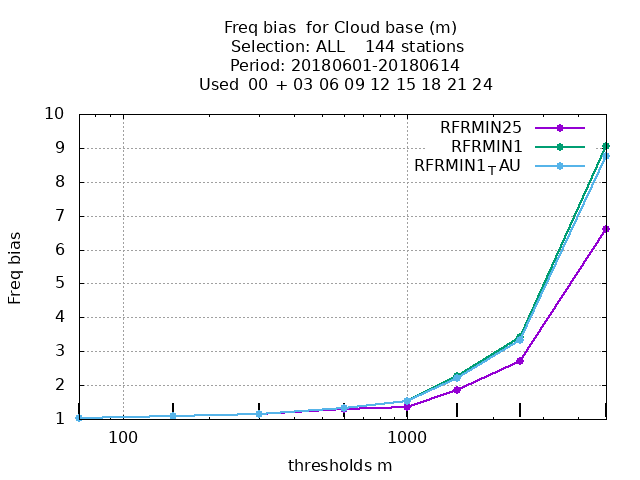 Freq bias  for Cloud base (m)
Selection: ALL    144 stations
Period: 20180601-20180614
Used  00 + 03 06 09 12 15 18 21 24
RFRMIN25
RFRMIN1
RFRMIN1TAU
10
9
8
7
6
5
4
3
2
1
Freq bias
100 1000
thresholds m